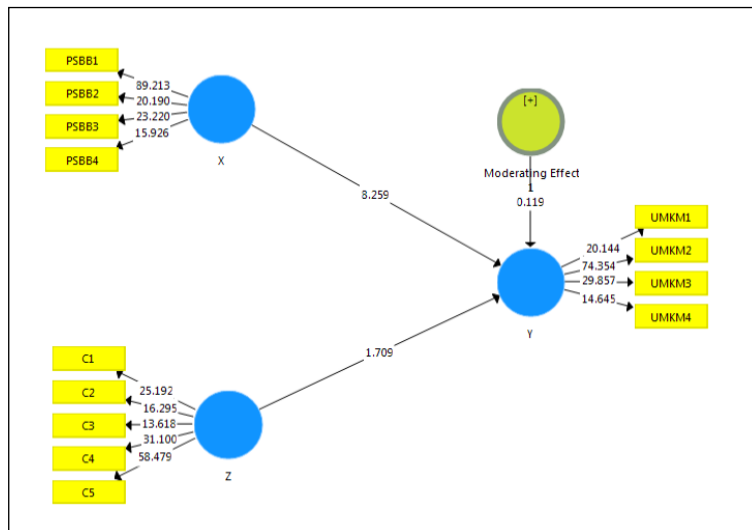 PSBB1
PSBB2
PSBB3
PSBB4
89.213
20.190
23.220
15.926
X
[+]
Moderating Effect
1
0.119
8.259
UMKM1
UMKM2
UMKM3
UMKM4
20.144
74.354
29.857
14.645
Y
1.709
C1
C2
C3
C4
C5
25.192
16.295
13.618
31.100
58.479
Z